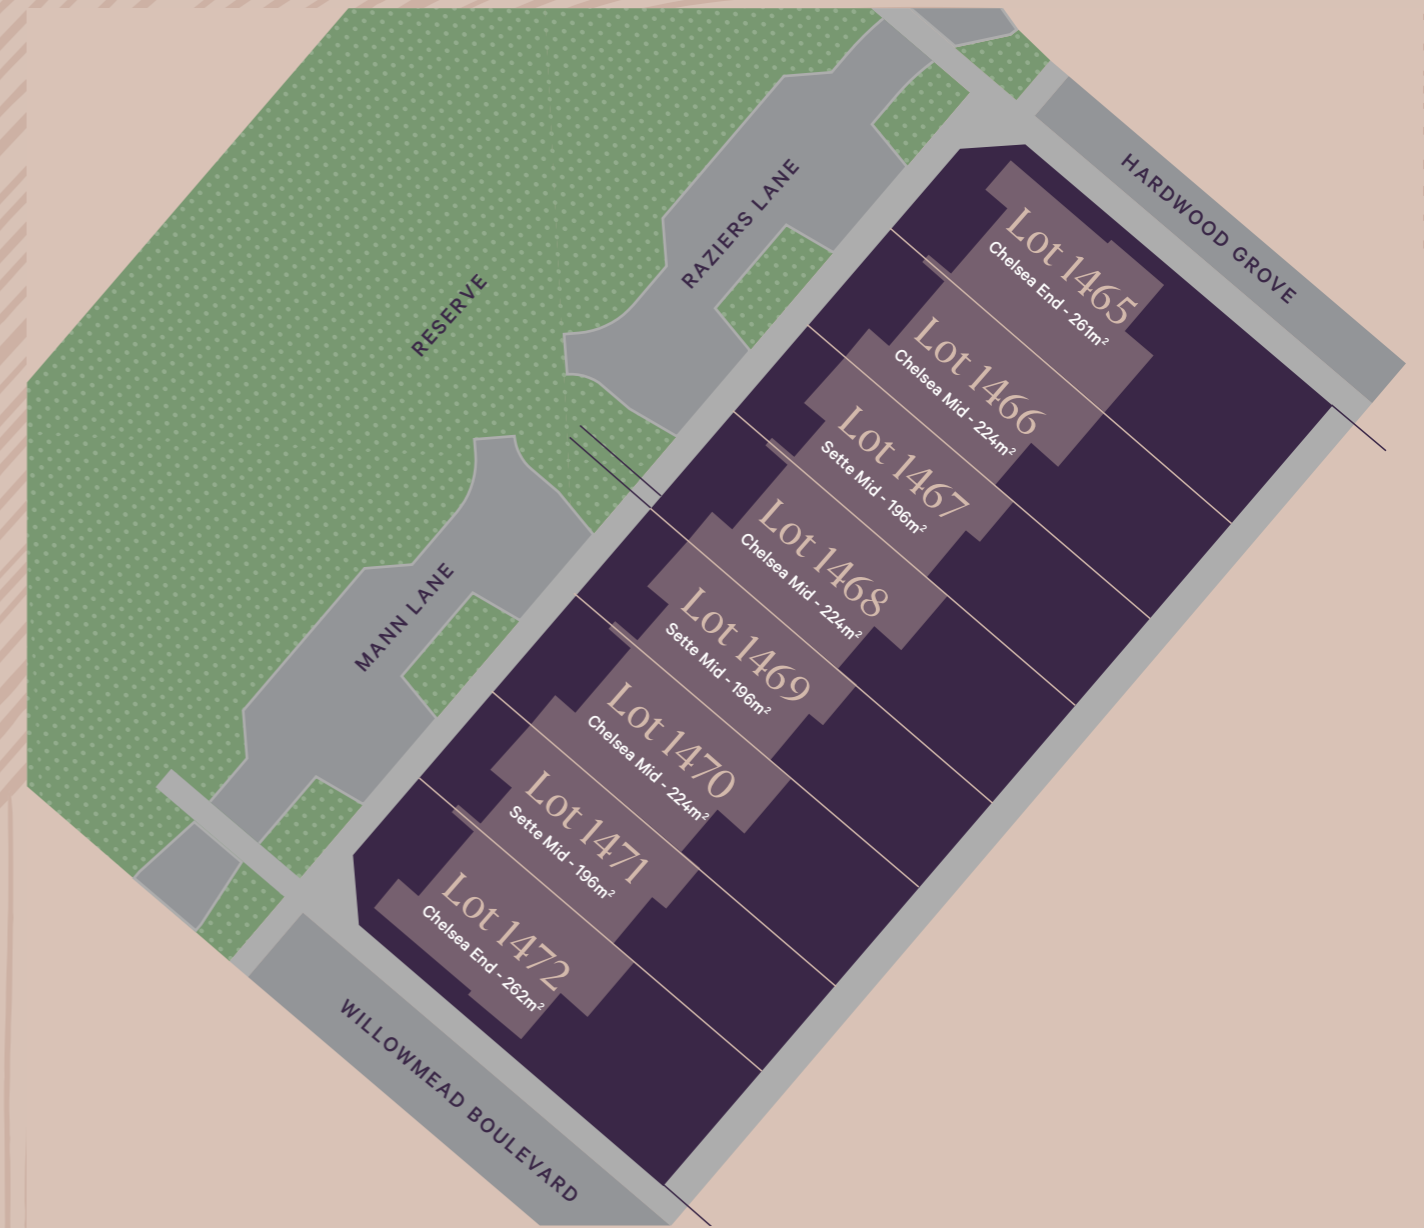 HARDWOOD GROVE
RAZIERS LANE
RESERVE
MANN LANE
WILLOWMEAD BOULEVARD
Lot 1465
Chelsea End - 261m²
Lot 1466
Chelsea Mid - 224m²
Lot 1467
Sette Mid - 196m²
Lot 1468
Chelsea Mid - 224m²
Lot 1469
Sette Mid - 196m²
Lot 1470
Chelsea Mid - 224m²
Lot 1471
Sette Mid - 196m²
Lot 1472
Chelsea End - 262m²